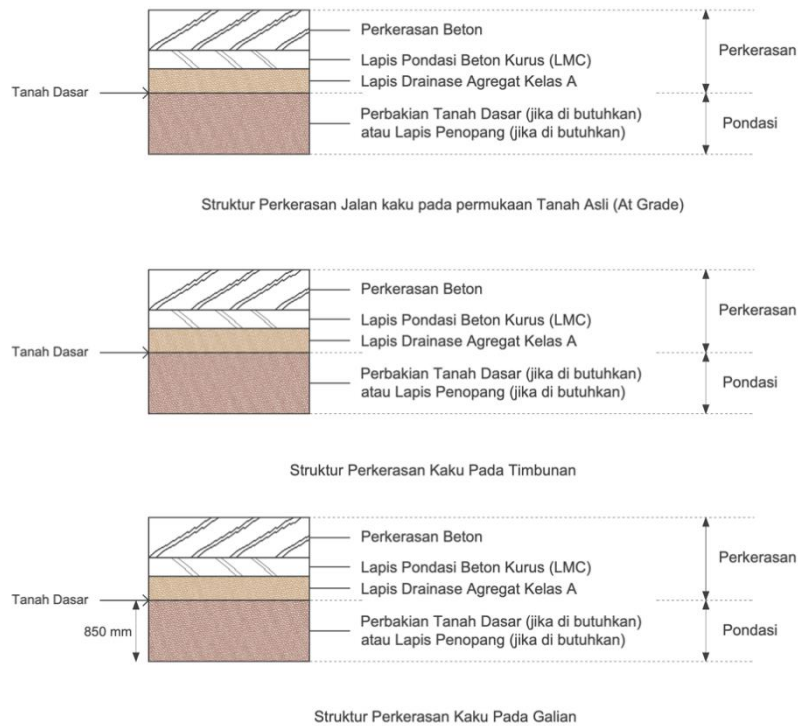 Perkerasan Beton
Lapis Pondasi Beton Kurus (LMC)
Lapis Drainase Agregat Kelas A
Tanah Dasar
Perbakian Tanah Dasar (jika di butuhkan)
atau Lapis Penopang (jika di butuhkan)
Perkerasan
Pondasi
Struktur Perkerasan Jalan kaku pada permukaan Tanah Asli (At Grade)
Perkerasan Beton
Lapis Pondasi Beton Kurus (LMC)
Lapis Drainase Agregat Kelas A
Tanah Dasar
Perbakian Tanah Dasar (jika di butuhkan)
atau Lapis Penopang (jika di butuhkan)
Perkerasan
Pondasi
Struktur Perkerasan Kaku Pada Timbunan
Perkerasan Beton
Lapis Pondasi Beton Kurus (LMC)
Lapis Drainase Agregat Kelas A
Tanah Dasar
850 mm
Perbakian Tanah Dasar (jika di butuhkan)
atau Lapis Penopang (jika di butuhkan)
Perkerasan
Pondasi
Struktur Perkerasan Kaku Pada Galian